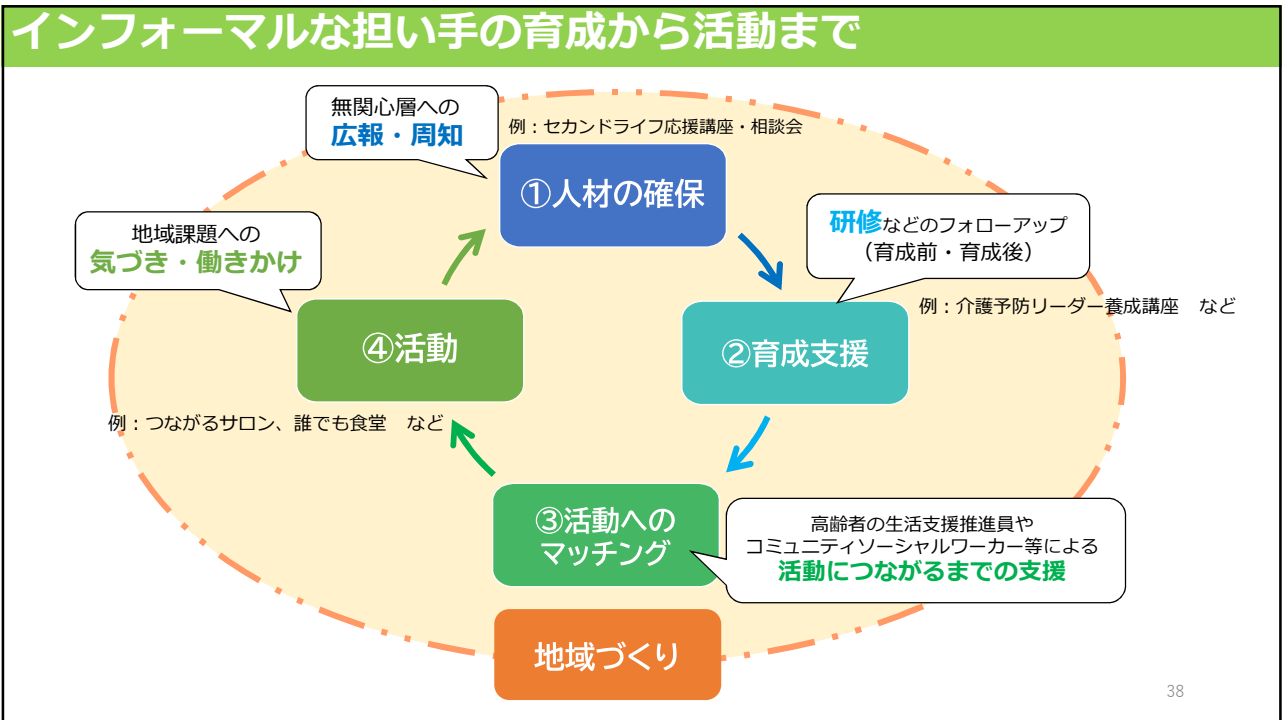 インフォーマルな担い手の育成から活動まで
無関心層への
広報・周知
例：セカンドライフ応援講座・相談会
①人材の確保
研修などのフォローアップ
（育成前・育成後）
地域課題への
気づき・働きかけ
例：介護予防リーダー養成講座　など
④活動
②育成支援
例：つながるサロン、誰でも食堂　など
③活動への
マッチング
高齢者の生活支援推進員や
コミュニティソーシャルワーカー等による
活動につながるまでの支援
地域づくり
38